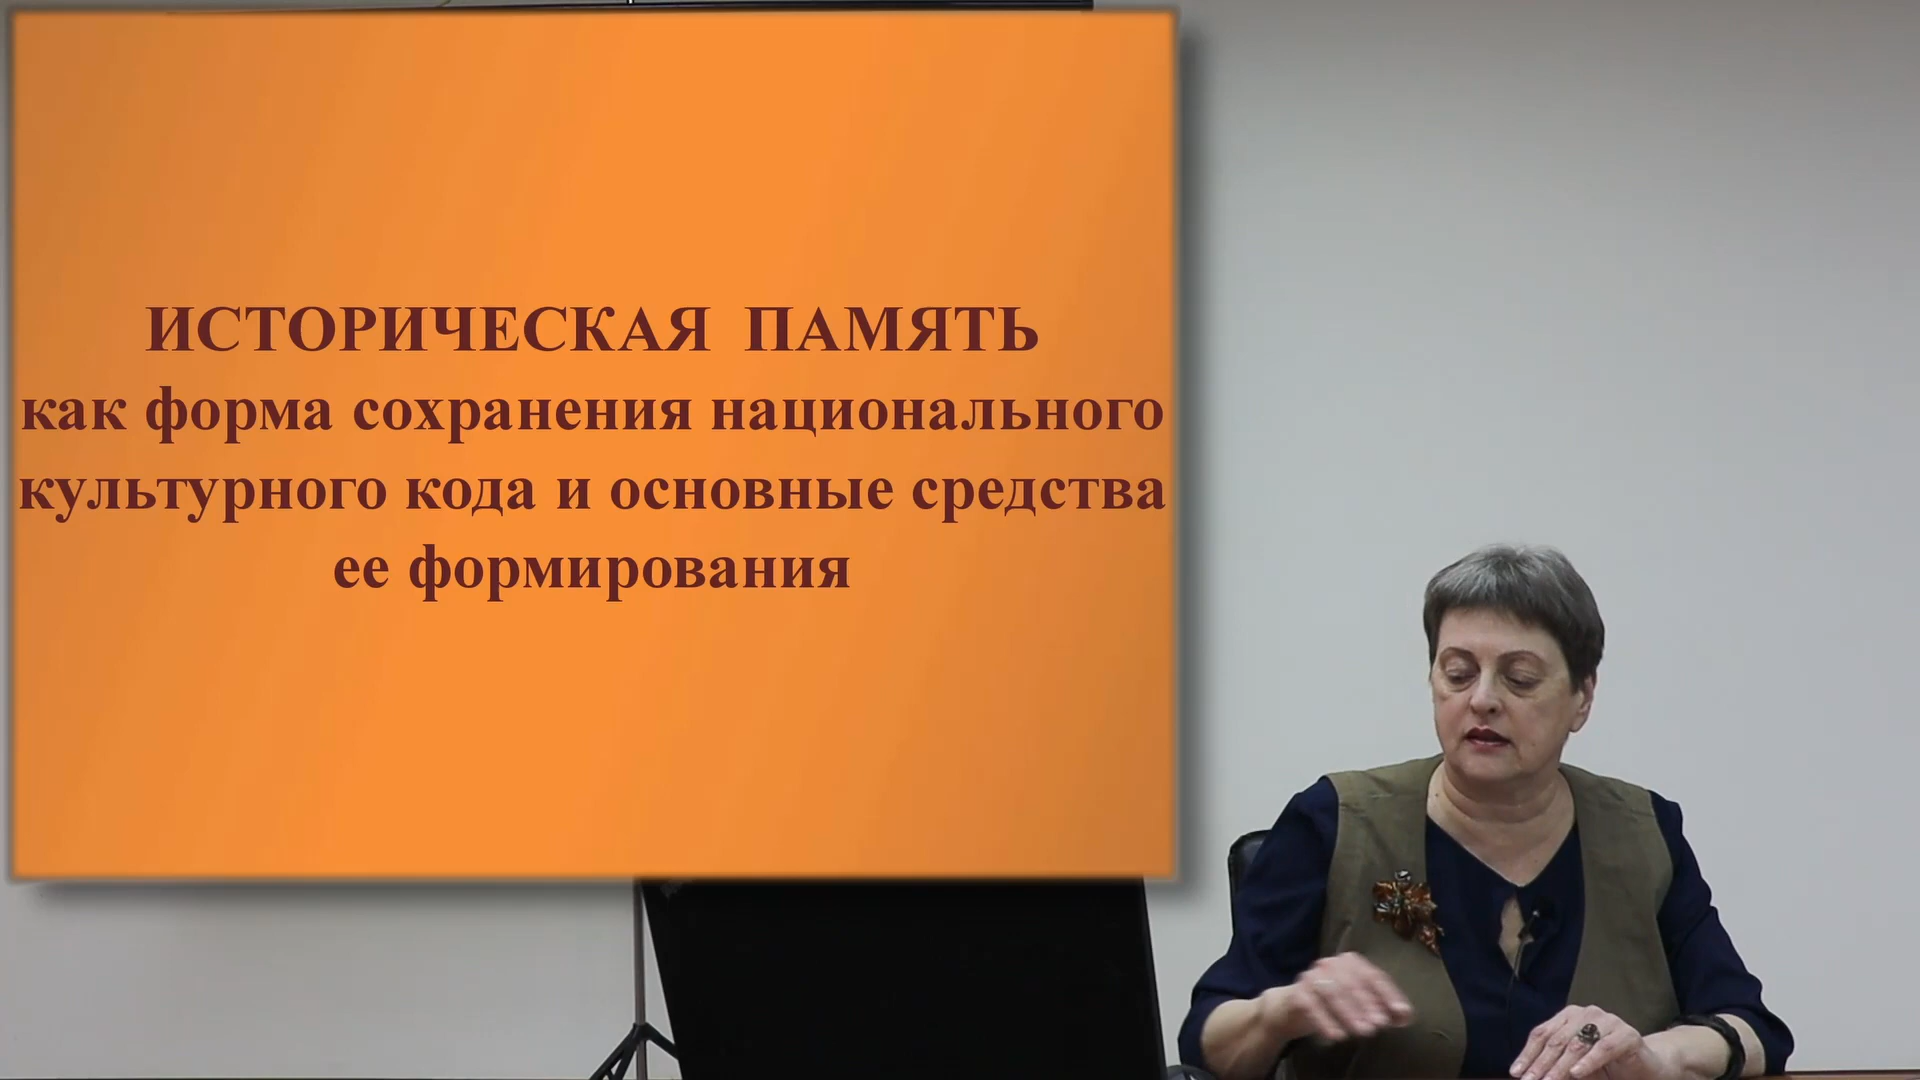 ИСТОРИЧЕСКАЯ ПАМЯТЬ
как форма сохранения национального
культурного кода и основные средства
ее формирования